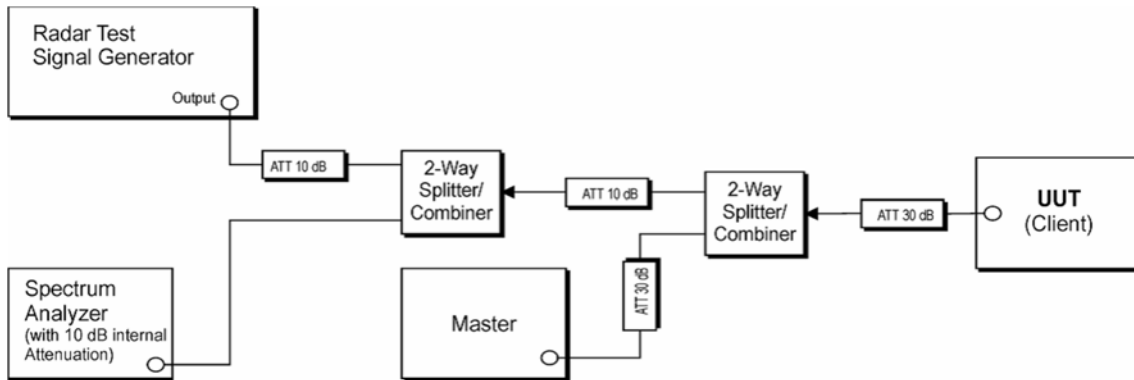 Radar Test
Signal Generator
Output
ATT 10 dB
2-Way
Splitter/
Combiner
ATT 10 dB
2-Way
Splitter/
Combiner
ATT 30 dB
UUT
(Client)
Spectrum
Analyzer
(with 10 dB internal
Attenuation)
Master
ATT 30 dB